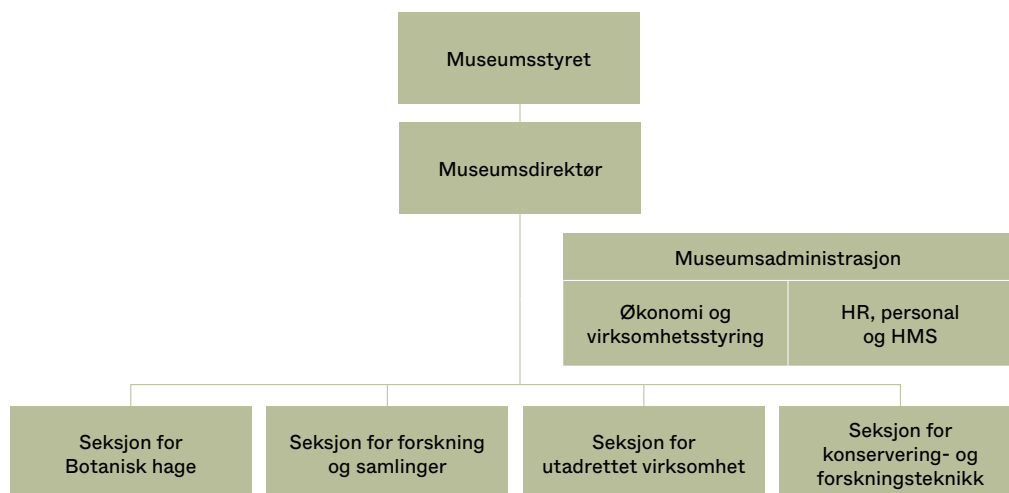 Museumsstyret
Museumsdirektør
Museumsadministrasjon
Økonomi og
virksomhetsstyring
HR, personal
og HMS
Seksjon for
Botanisk hage
Seksjon for forskning
og samlinger
Seksjon for
utadrettet virksomhet
Seksjon for
konservering- og
forskningsteknikk